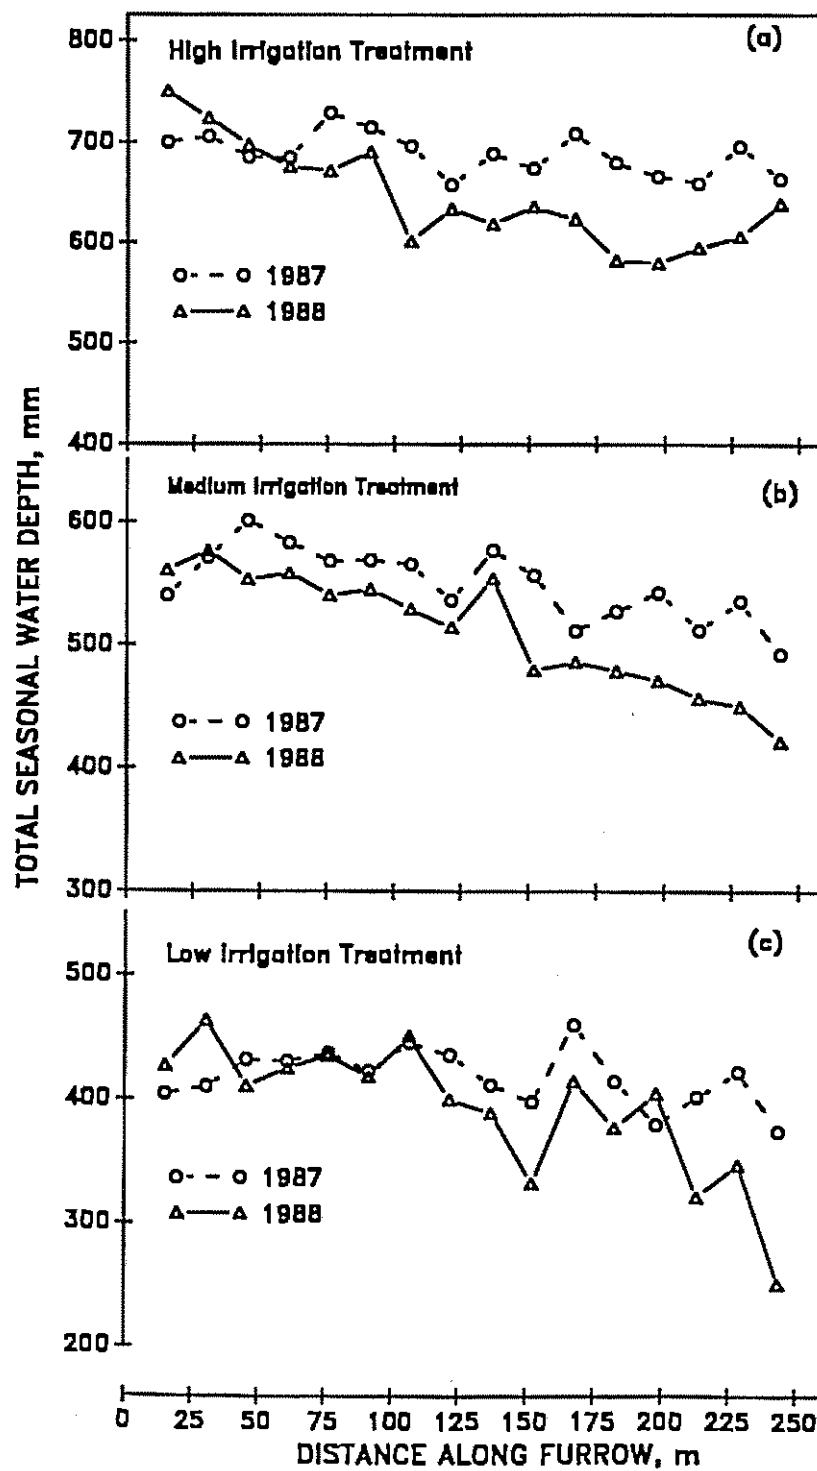 TOTAL SEASONAL WATER DEPTH, mm
800
High Irrigation Treatment
(a)
700
600
1987
1988
500
400
Medium Irrigation Treatment
(b)
600
500
1987
1988
400
300
Low Irrigation Treatment
(c)
500
400
1987
1988
300
200
0 25 50 75 100 125 150 175 200 225 250
DISTANCE ALONG FURROW, m